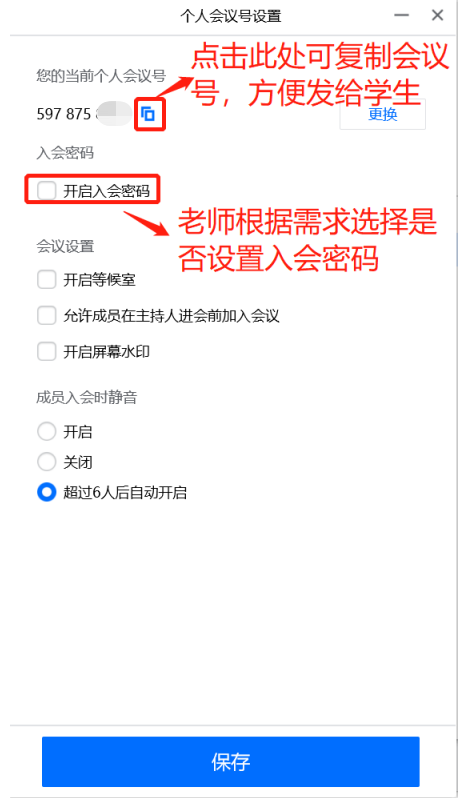 个人会议号设置
点击此处可复制会议
号，方便发给学生
您的当前个人会议号
597 875
更换
入会密码
开启入会密码
老师根据需求选择是
否设置入会密码
会议设置
开启等候室
允许成员在主持人进会前加入会议
开启屏幕水印
成员入会时静音
开启
关闭
超过6人后自动开启
保存